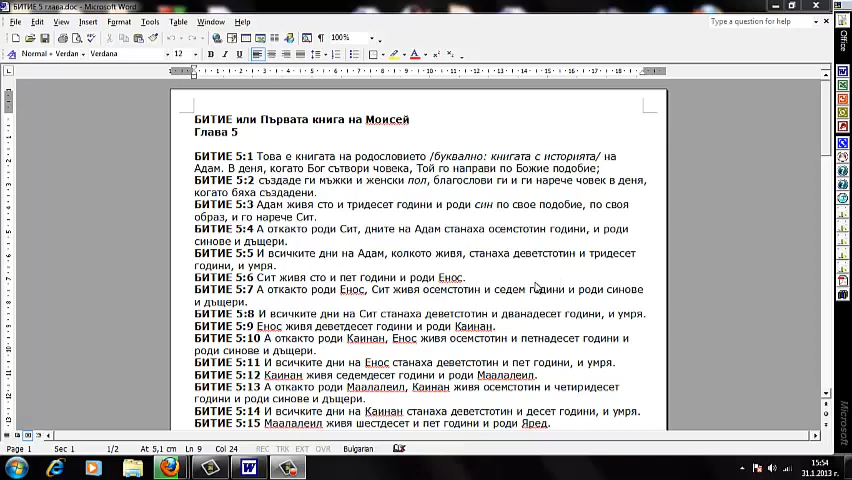 БИТИЕ 5 глава.doc - Microsoft Word
File Edit View Insert Format Tools Table Window Help
Type a question for help
Normal + Verdan Verdana 12 100%
БИТИЕ или Първата книга на Моисей
Глава 5
БИТИЕ 5:1 Това е книгата на родословието /буквално: книгата с историята/ на
Адам. В деня, когато Бог сътвори човека, Той го направи по Божие подобие;
БИТИЕ 5:2 създаде ги мъжки и женски пол, благослови ги и ги нарече човек в деня,
когато бяха създадени.
БИТИЕ 5:3 Адам живя сто и тридесет години и роди син по свое подобие, по своя
образ, и го нарече Сит.
БИТИЕ 5:4 А откакто роди Сит, дните на Адам станаха осемстотин години, и роди
синове и дъщери.
БИТИЕ 5:5 И всичките дни на Адам, колкото живя, станаха деветстотин и тридесет
години, и умря.
БИТИЕ 5:6 Сит живя сто и пет години и роди Енос.
БИТИЕ 5:7 А откакто роди Енос, Сит живя осемстотин и седем години и роди синове
и дъщери.
БИТИЕ 5:8 И всичките дни на Сит станаха деветстотин и дванадесет години, и умря.
БИТИЕ 5:9 Енос живя деветдесет години и роди Каинан.
БИТИЕ 5:10 А откакто роди Каинан, Енос живя осемстотин и петнадесет години и
роди синове и дъщери.
БИТИЕ 5:11 И всичките дни на Енос станаха деветстотин и пет години, и умря.
БИТИЕ 5:12 Каинан живя седемдесет години и роди Маалалеил.
БИТИЕ 5:13 А откакто роди Маалалеил, Каинан живя осемстотин и четиридесет
години и роди синове и дъщери.
БИТИЕ 5:14 И всичките дни на Каинан станаха деветстотин и десет години, и умря.
БИТИЕ 5:15 Маалалеил живя шестдесет и пет години и роди Яред.
Page 1 Sec 1 1/2 At 5,1 cm Ln 9 Col 24 REC TRK EXT OVR Bulgarian
Office
Microsoft
15:54
31.1.2013 г.